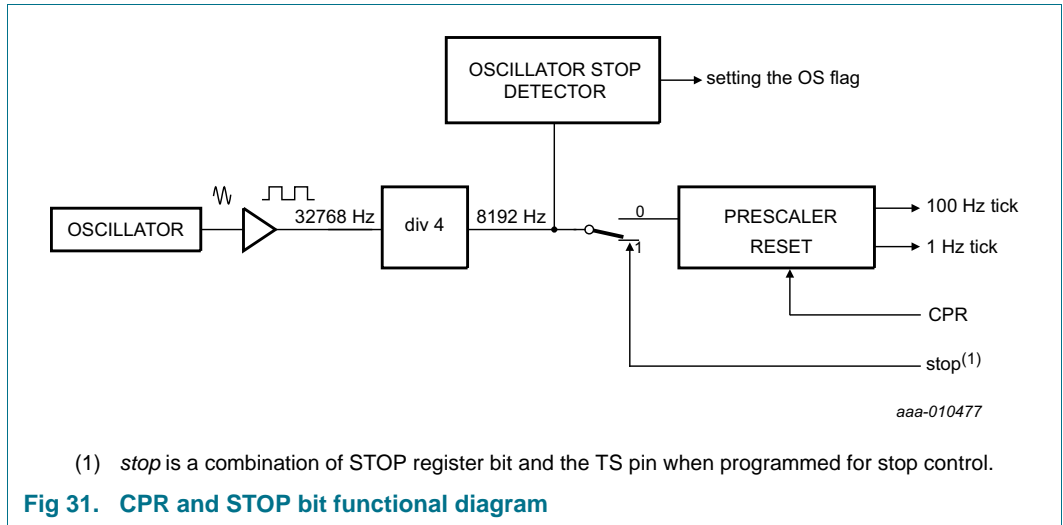 OSCILLATOR STOP
DETECTOR
setting the OS flag
OSCILLATOR
32768 Hz
div 4
8192 Hz
0
1
PRESCALER
RESET
100 Hz tick
1 Hz tick
CPR
stop(1)
aaa-010477
(1) stop is a combination of STOP register bit and the TS pin when programmed for stop control.
Fig 31. CPR and STOP bit functional diagram